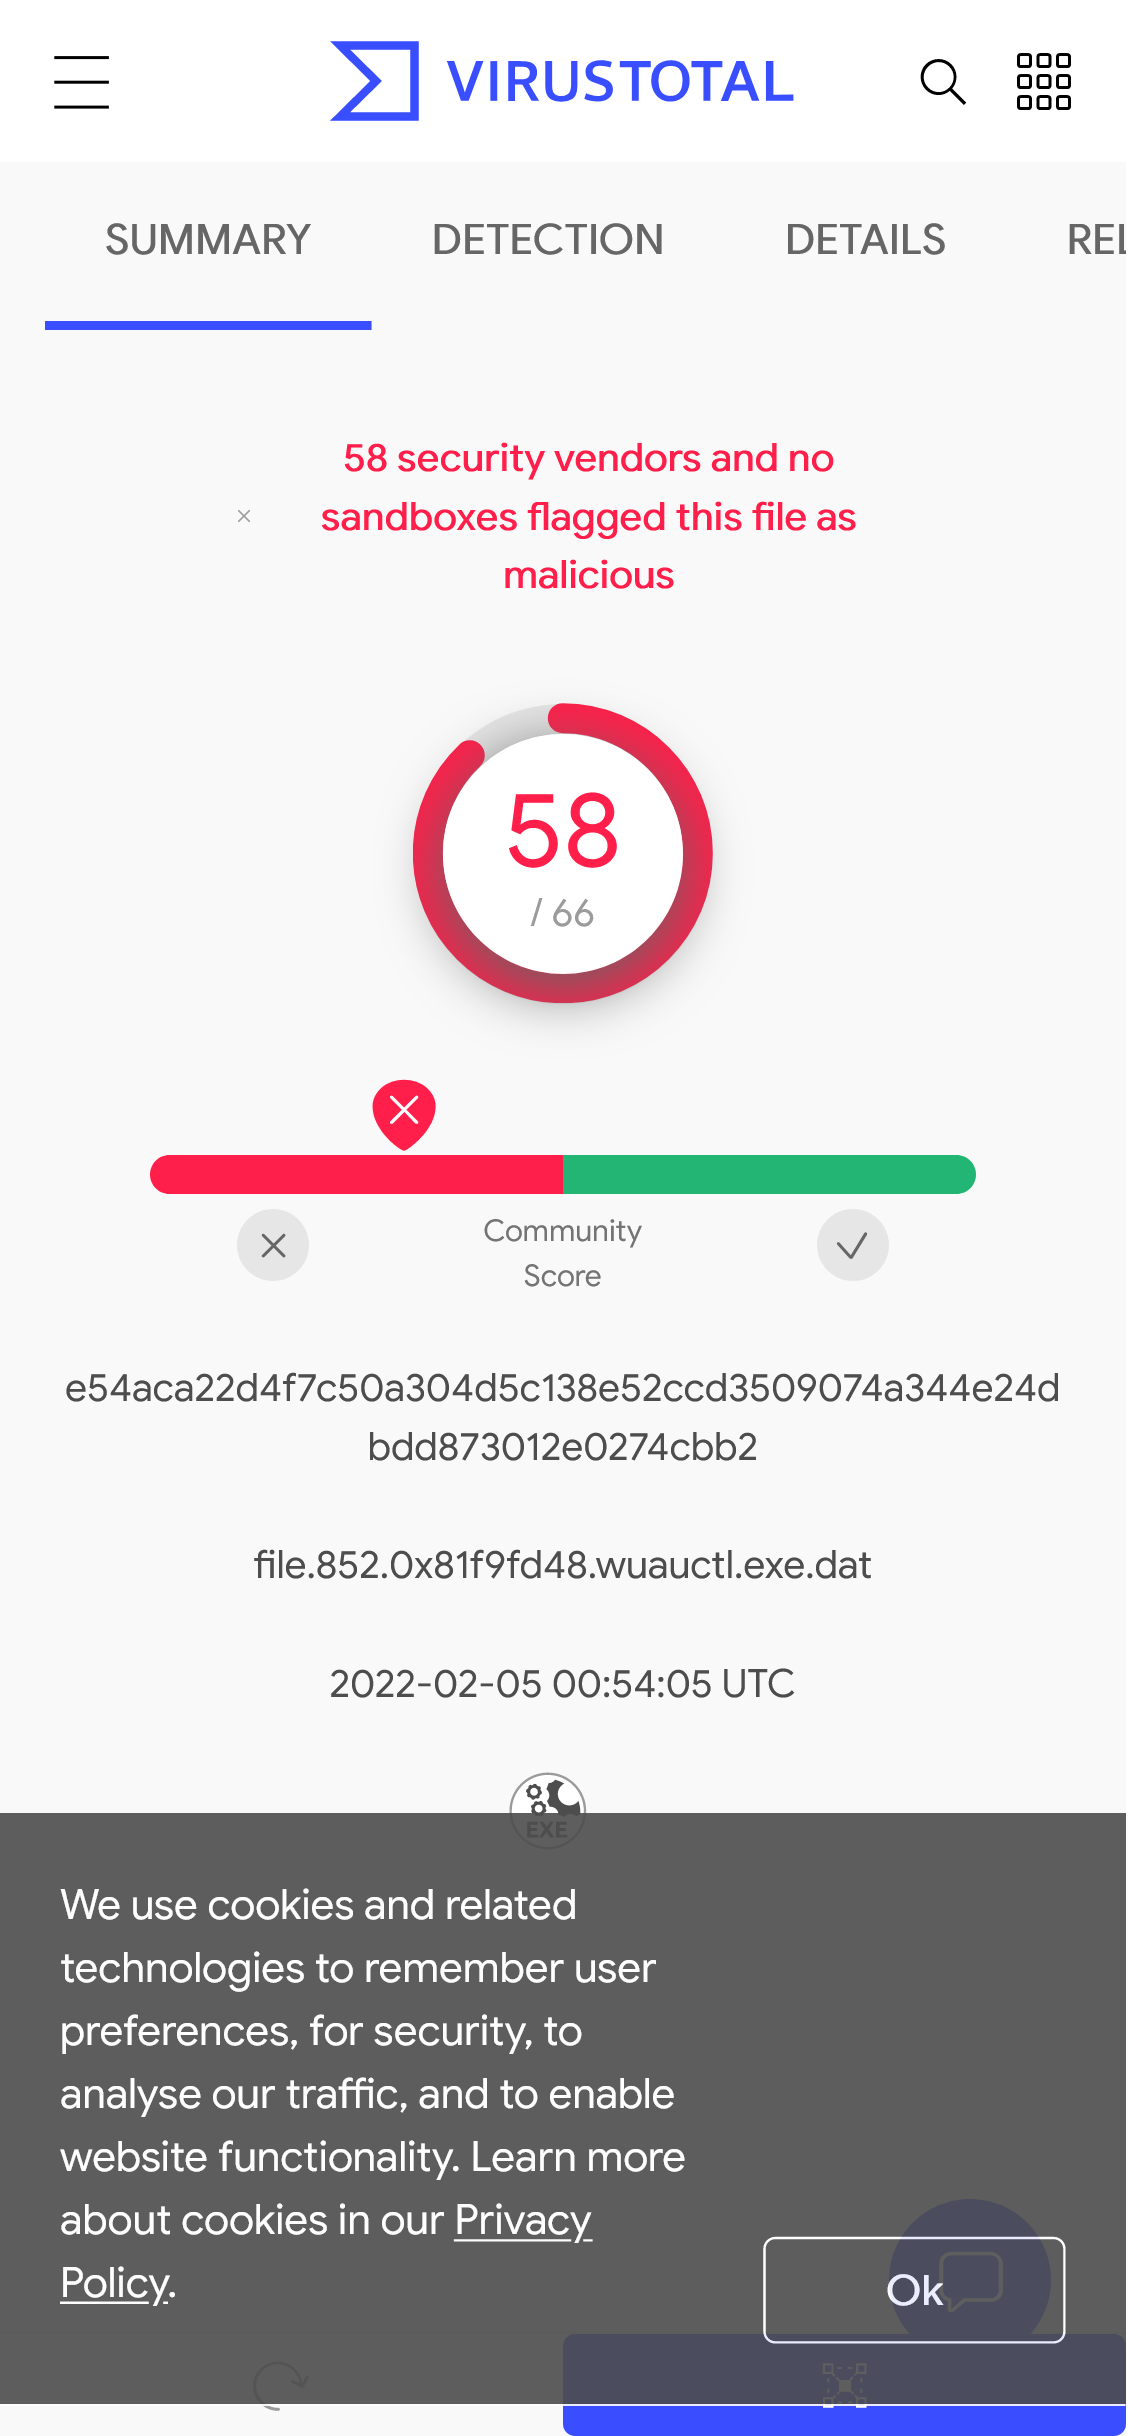 VIRUSTOTAL
SUMMARY DETECTION DETAILS REL
58 security vendors and no
sandboxes flagged this file as
malicious
58
/ 66
Community
Score
e54aca22d4f7c50a304d5c138e52ccd3509074a344e24d
bdd873012e0274cbb2
file.852.0x81f9fd48.wuauctl.exe.dat
2022-02-05 00:54:05 UTC
EXE
We use cookies and related
technologies to remember user
preferences, for security, to
analyse our traffic, and to enable
website functionality. Learn more
about cookies in our Privacy
Policy.
Ok